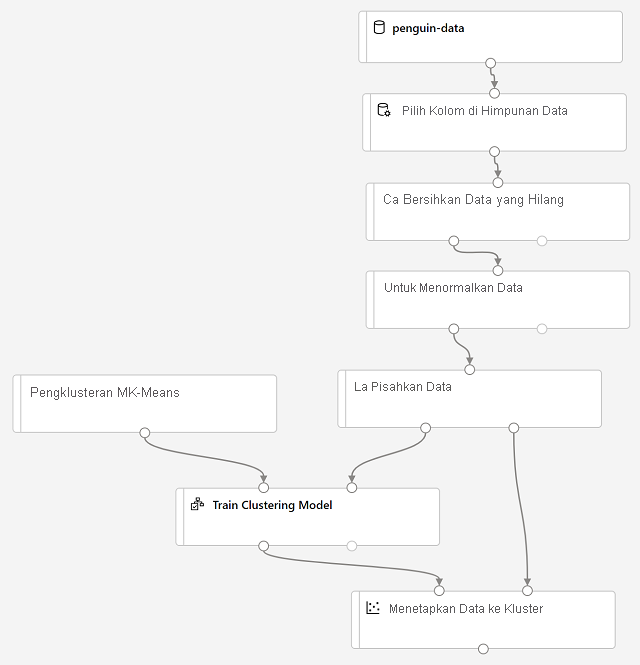 penguin-data
Pilih Kolom di Himpunan Data
Ca Bersihkan Data yang Hilang
Untuk Menormalkan Data
La Pisahkan Data
Pengklusteran MK-Means
Train Clustering Model
Menetapkan Data ke Kluster